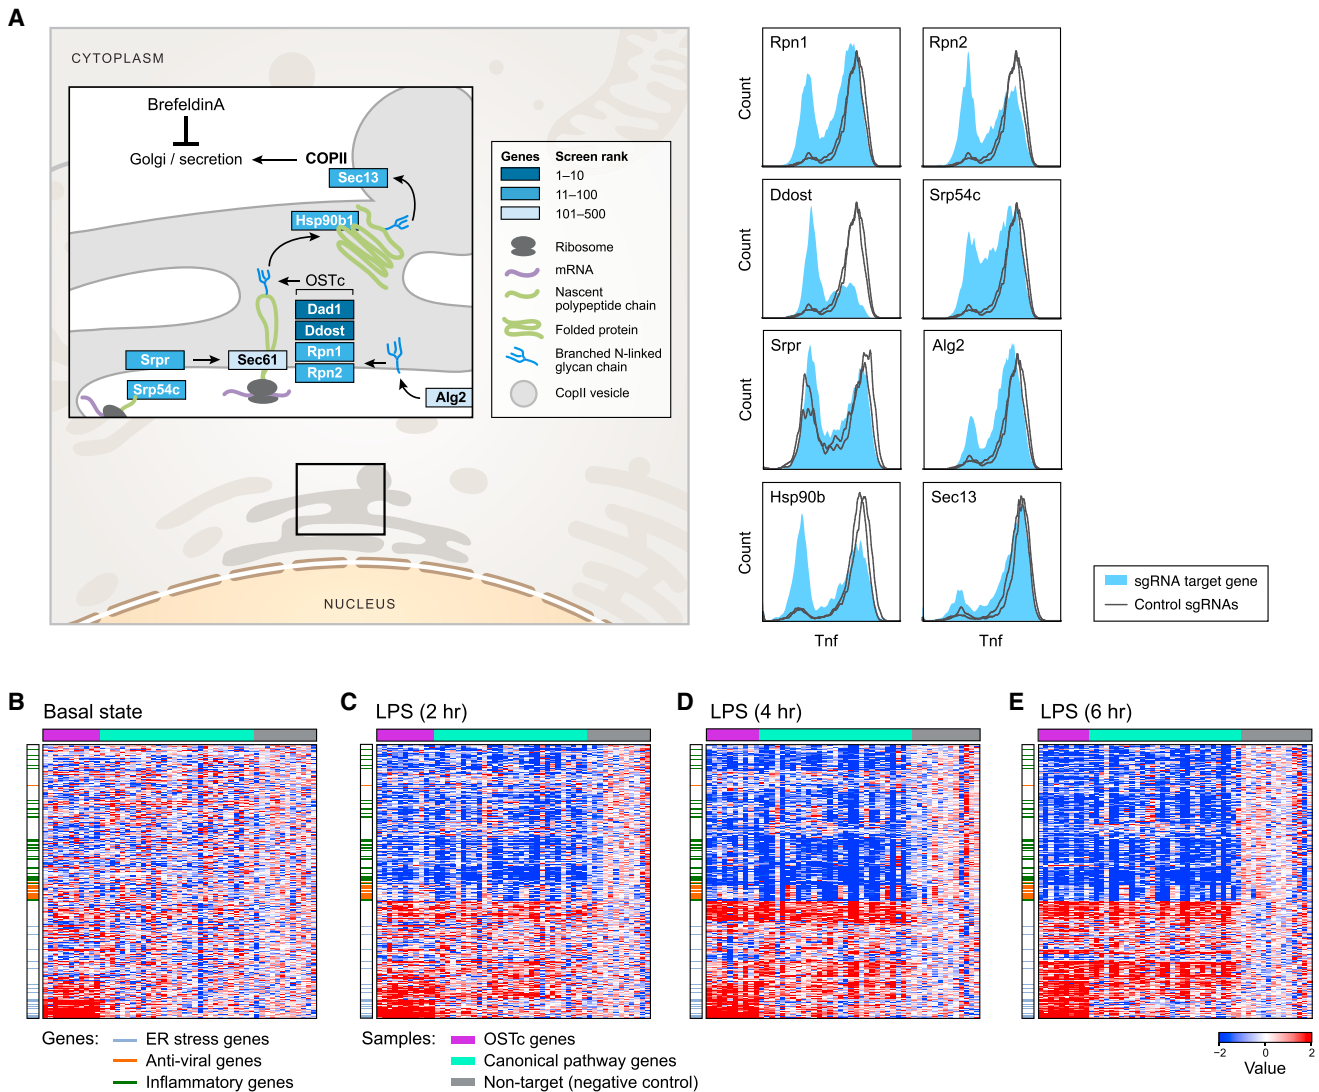 A
CYTOPLASM
BrefeldinA
Golgi / secretion
COPII
Sec13
Hsp90b1
OSTc
Dad1
Ddost
Rpn1
Rpn2
Srpr
Sec61
Srp54c
Alg2
Genes Screen rank
1–10
11–100
101–500
Ribosome
mRNA
Nascent
polypeptide chain
Folded protein
Branched N-linked
glycan chain
CopII vesicle
NUCLEUS
Rpn1
Rpn2
Count
Ddost
Srp54c
Count
Srpr
Alg2
Count
Hsp90b
Sec13
Count
Tnf
Tnf
sgRNA target gene
Control sgRNAs
B
Basal state
C
LPS (2 hr)
D
LPS (4 hr)
E
LPS (6 hr)
Genes:
ER stress genes
Anti-viral genes
Inflammatory genes
Samples:
OSTc genes
Canonical pathway genes
Non-target (negative control)
−2 0 2
Value